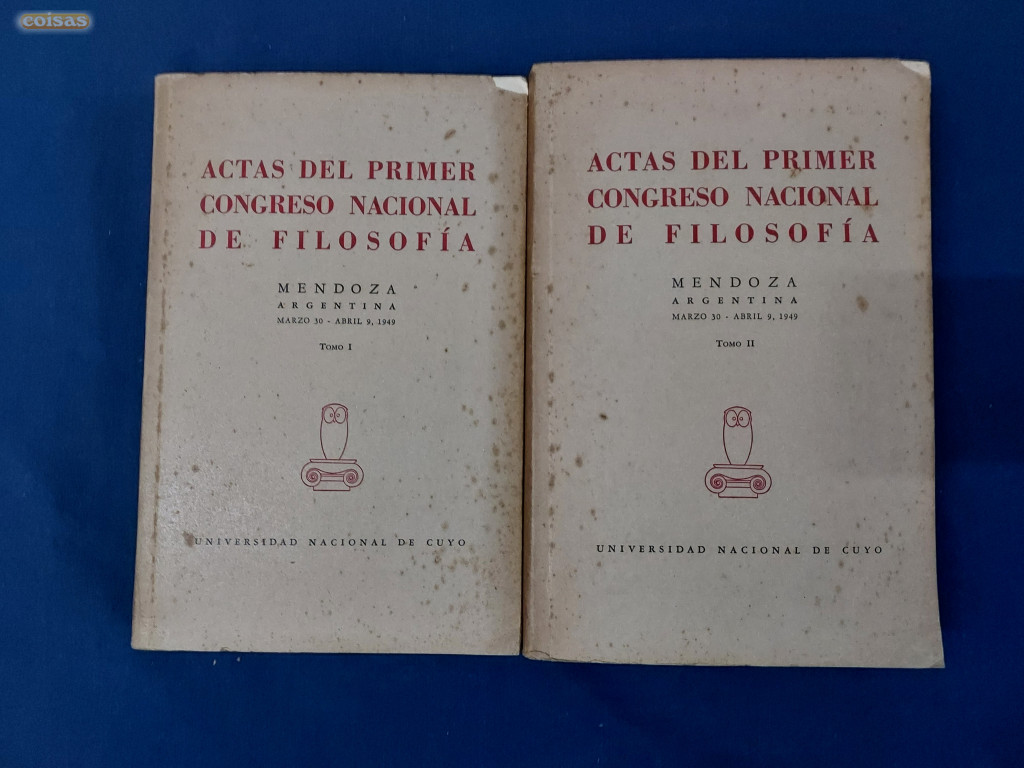 coisas
ACTAS DEL PRIMER
CONGRESO NACIONAL
DE FILOSOFÍA
MENDOZA
ARGENTINA
MARZO 30 - ABRIL 9, 1949
TOMO I
UNIVERSIDAD NACIONAL DE CUYO
ACTAS DEL PRIMER
CONGRESO NACIONAL
DE FILOSOFÍA
MENDOZA
ARGENTINA
MARZO 30 - ABRIL 9, 1949
TOMO II
UNIVERSIDAD NACIONAL DE CUYO